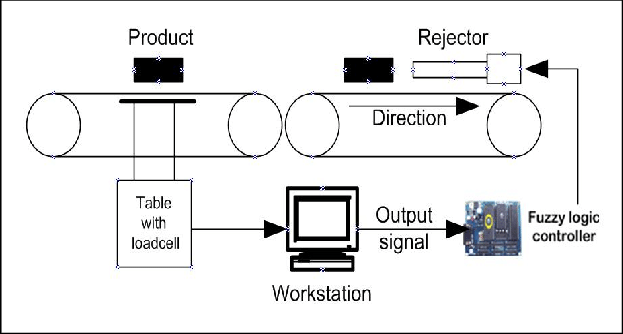 Product
Rejector
Direction
Table
with
loadcell
Output
signal
Fuzzy logic
controller
Workstation